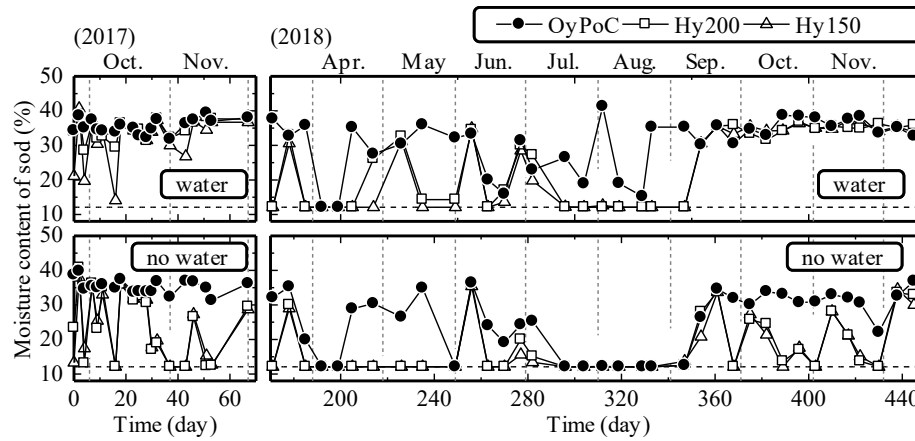 OyPoC Hy200 Hy150
(2017) (2018)
Oct. Nov. Apr. May Jun. Jul. Aug. Sep. Oct. Nov.
50
40
30
20
10
water water
50
40
30
20
10
no water no water
0 20 40 60 200 240 280 320 360 400 440
Time (day) Time (day)
Moisture content of sod (%)